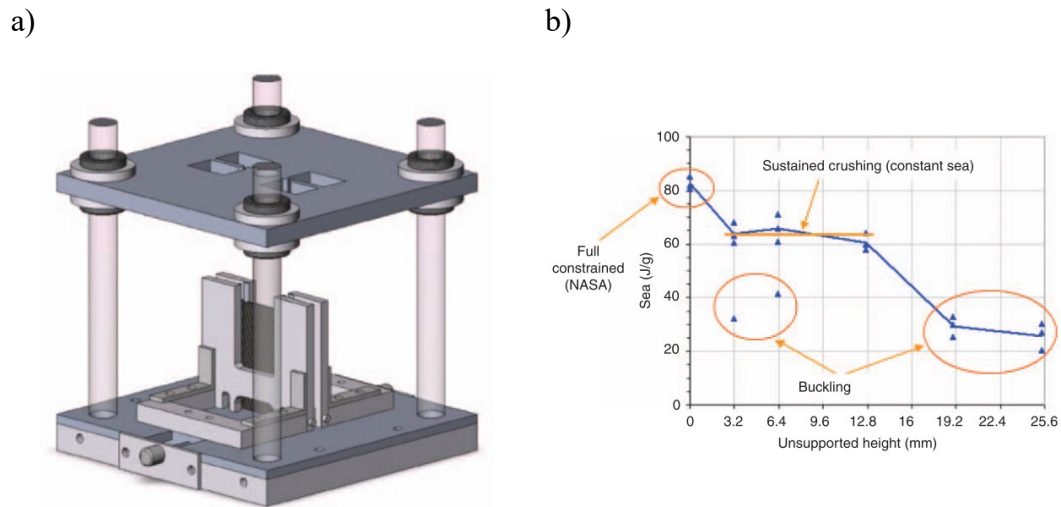 a)
b)
100
80
60
40
20
0
Sea (J/g)
Sustained crushing (constant sea)
Full
constrained
(NASA)
Buckling
0 3.2 6.4 9.6 12.8 16 19.2 22.4 25.6
Unsupported height (mm)